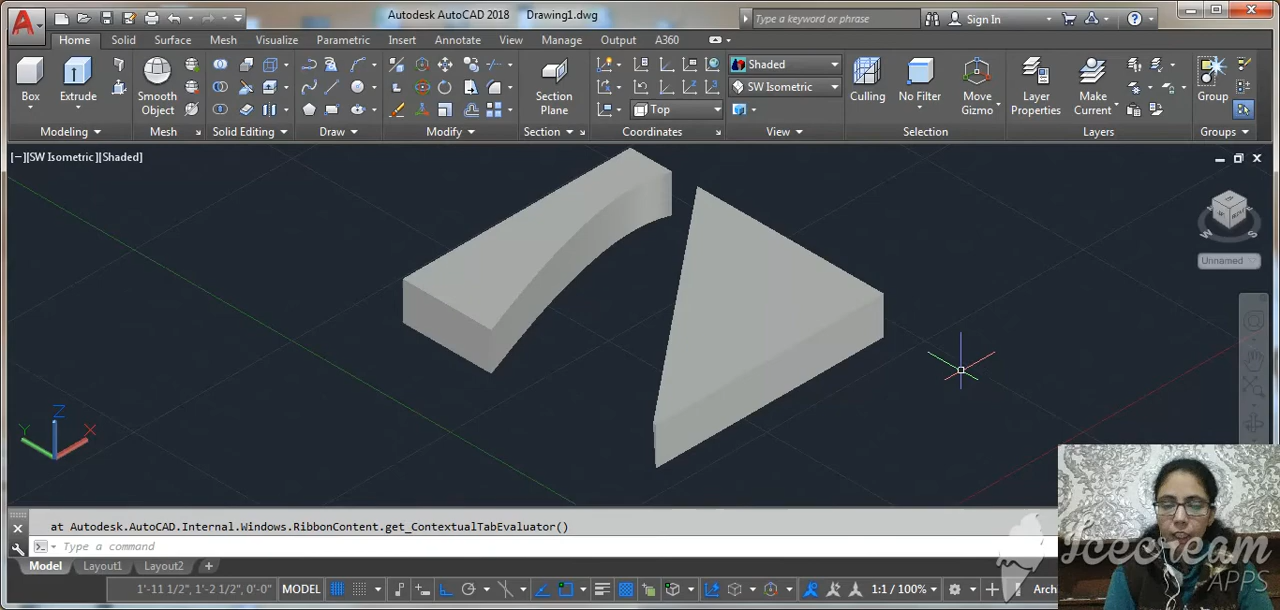 Autodesk AutoCAD 2018 Drawing1.dwg
Type a keyword or phrase
Sign In
Home Solid Surface Mesh Visualize Parametric Insert Annotate View Manage Output A360
Box
Extrude
Smooth
Object
Section
Plane
Shaded
SW Isometric
Top
Culling
No Filter
Move
Gizmo
Layer
Properties
Make
Current
Group
Modeling
Mesh
Solid Editing
Draw
Modify
Section
Coordinates
View
Selection
Layers
Groups
[−][SW Isometric][Shaded]
S
Unnamed
Z
Y
X
at Autodesk.AutoCAD.Internal.Windows.RibbonContent.get_ContextualTabEvaluator()
Type a command
Model Layout1 Layout2 +
1'-11 1/2", 1'-2 1/2", 0'-0" MODEL
1:1 / 100%
Arch
Icecream
APPS